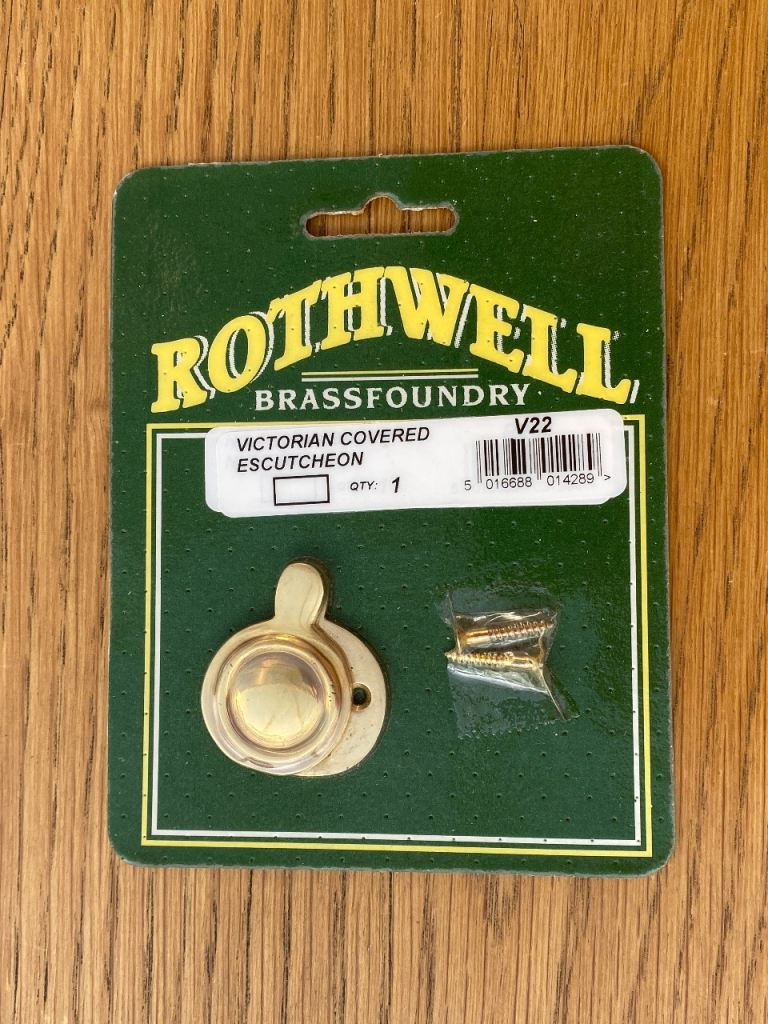 ROTHWELL
BRASSFOUNDRY
VICTORIAN COVERED
ESCUTCHEON
QTY: 1
V22
5 016688 014289 >